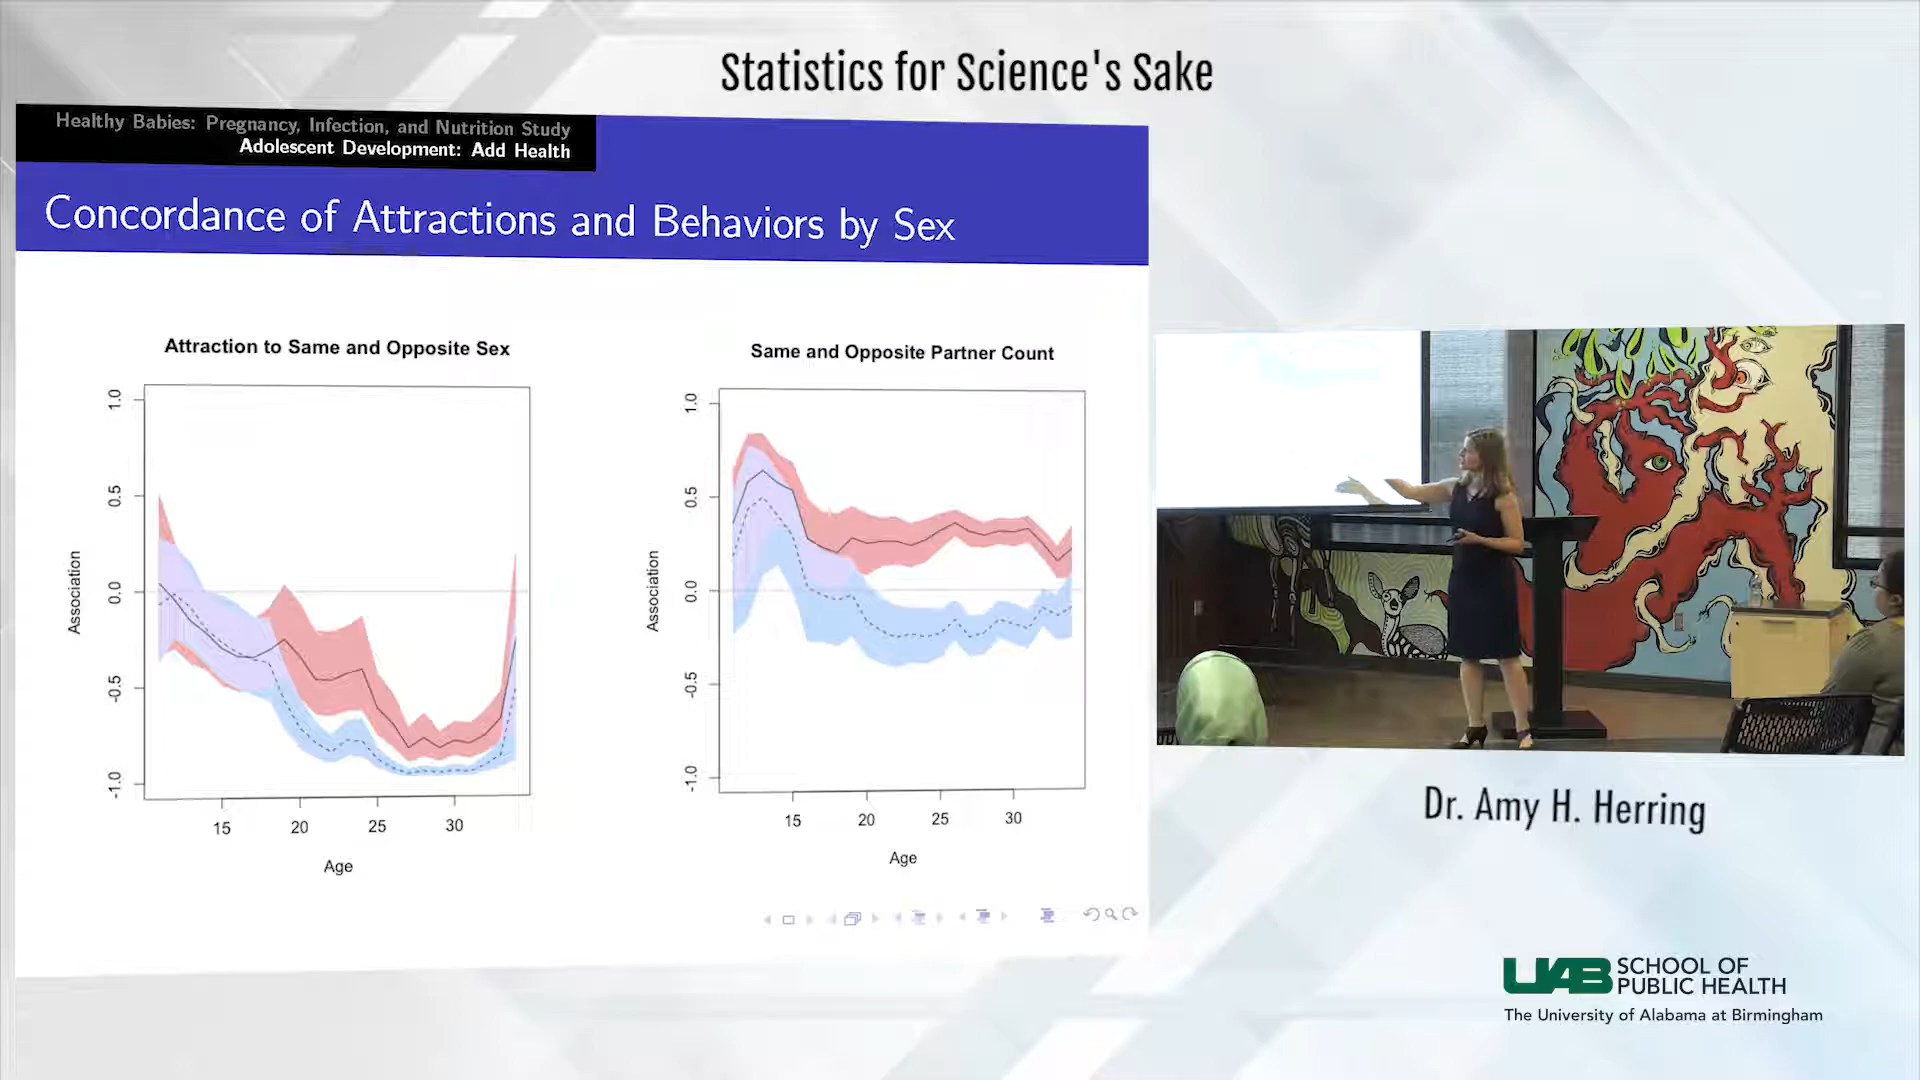 Statistics for Science's Sake
Healthy Babies: Pregnancy, Infection, and Nutrition Study
Adolescent Development: Add Health
Concordance of Attractions and Behaviors by Sex
Attraction to Same and Opposite Sex
Association
1.0
0.5
0.0
-0.5
-1.0
15 20 25 30
Age
Same and Opposite Partner Count
Association
1.0
0.5
0.0
-0.5
-1.0
15 20 25 30
Age
Dr. Amy H. Herring
UAB SCHOOL OF
PUBLIC HEALTH
The University of Alabama at Birmingham